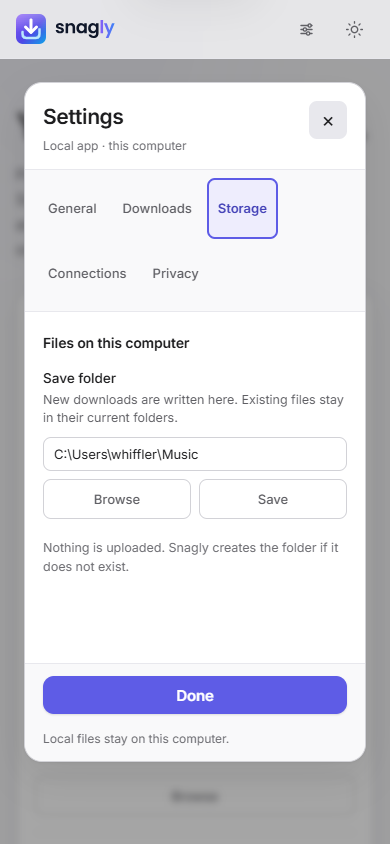 snagly
Settings
Local app · this computer
General
Downloads
Storage
Connections
Privacy
Files on this computer
Save folder
New downloads are written here. Existing files stay
in their current folders.
C:\Users\whiffler\Music
Browse
Save
Nothing is uploaded. Snagly creates the folder if it
does not exist.
Done
Local files stay on this computer.